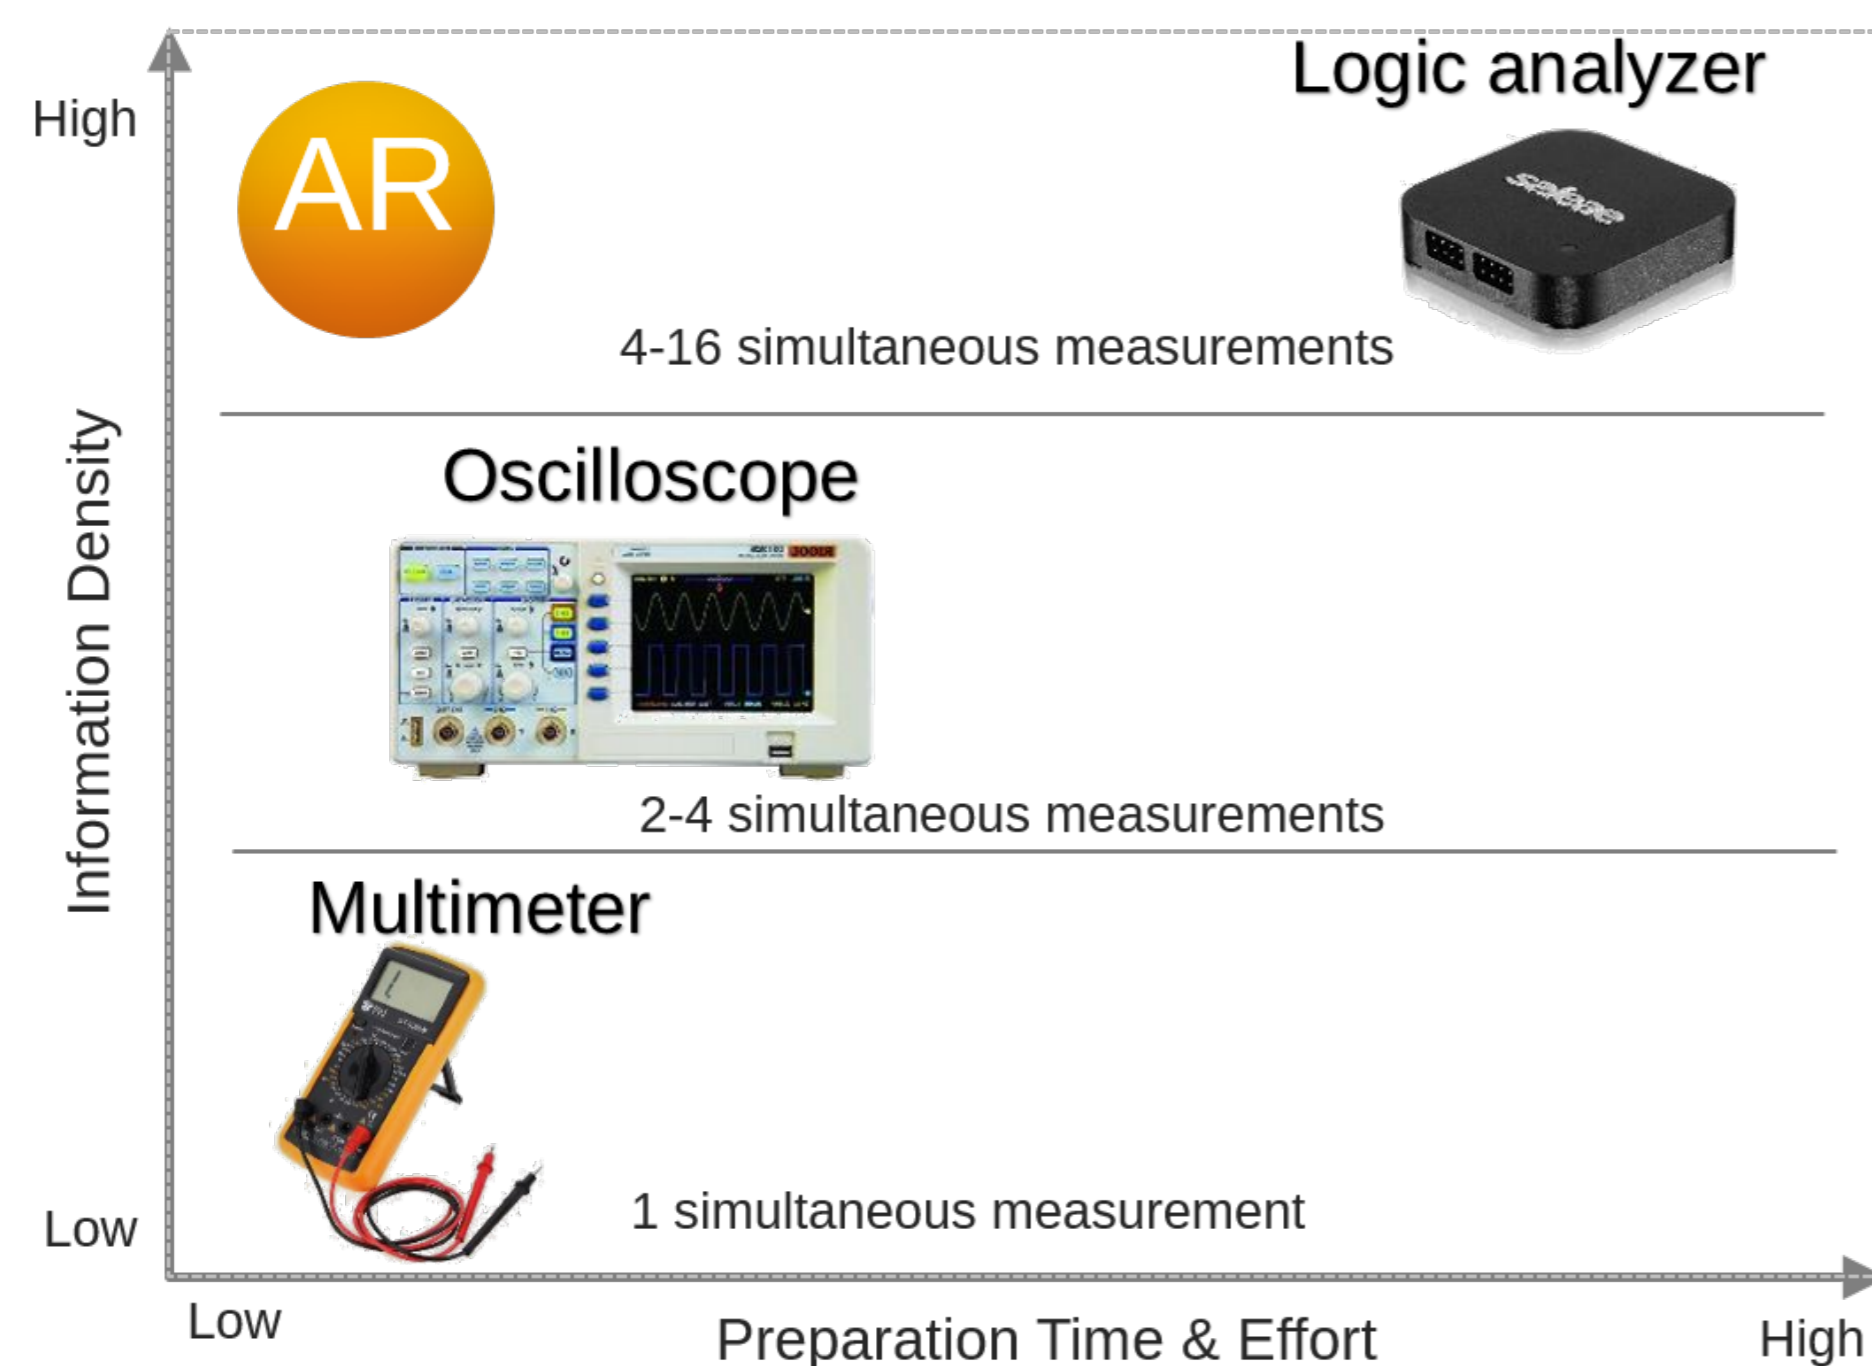 Logic analyzer
High
AR
saleae
4-16 simultaneous measurements
Information Density
Oscilloscope
2-4 simultaneous measurements
Multimeter
1 simultaneous measurement
Low
Low
Preparation Time & Effort
High